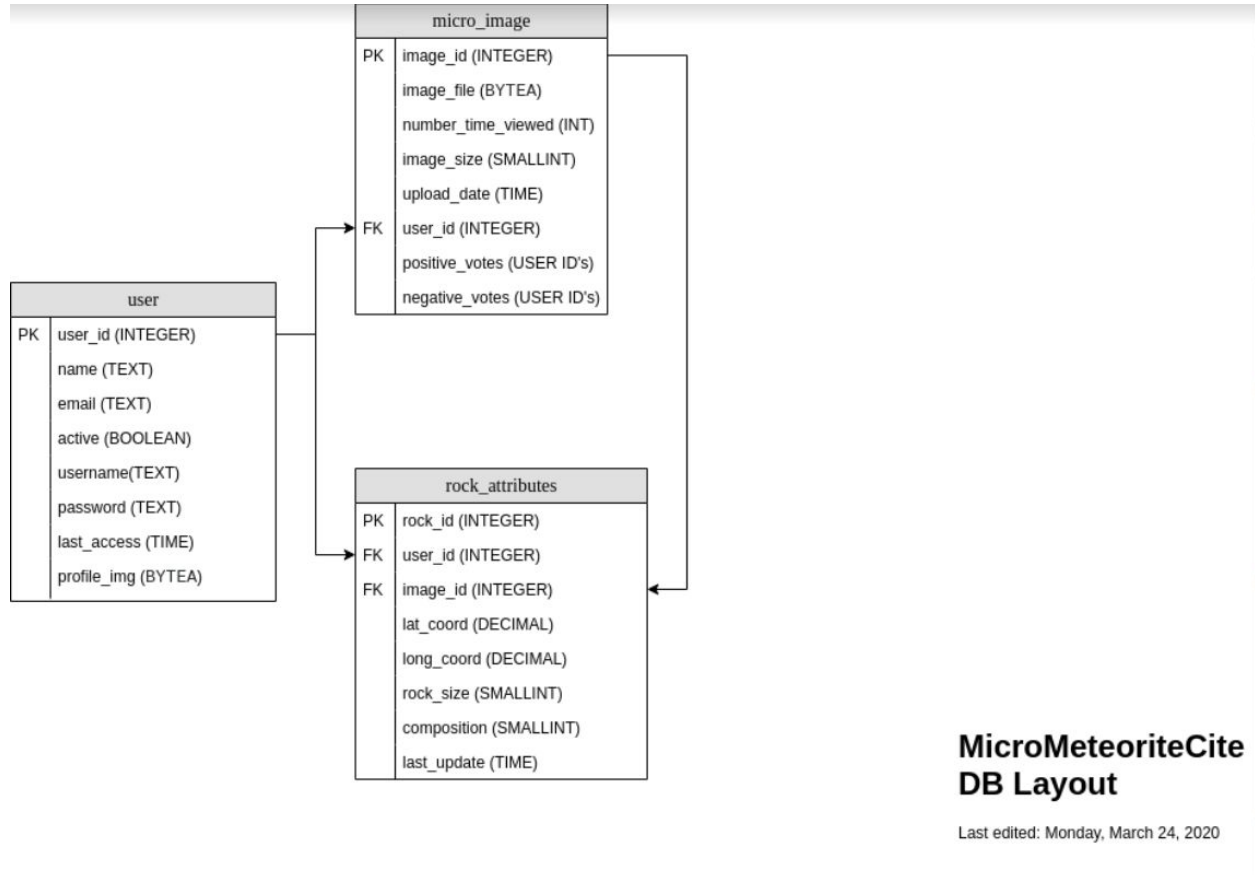 micro_image
PK image_id (INTEGER)
image_file (BYTEA)
number_time_viewed (INT)
image_size (SMALLINT)
upload_date (TIME)
FK user_id (INTEGER)
positive_votes (USER ID's)
negative_votes (USER ID's)
user
PK user_id (INTEGER)
name (TEXT)
email (TEXT)
active (BOOLEAN)
username(TEXT)
password (TEXT)
last_access (TIME)
profile_img (BYTEA)
rock_attributes
PK rock_id (INTEGER)
FK user_id (INTEGER)
FK image_id (INTEGER)
lat_coord (DECIMAL)
long_coord (DECIMAL)
rock_size (SMALLINT)
composition (SMALLINT)
last_update (TIME)
MicroMeteoriteCite
DB Layout
Last edited: Monday, March 24, 2020